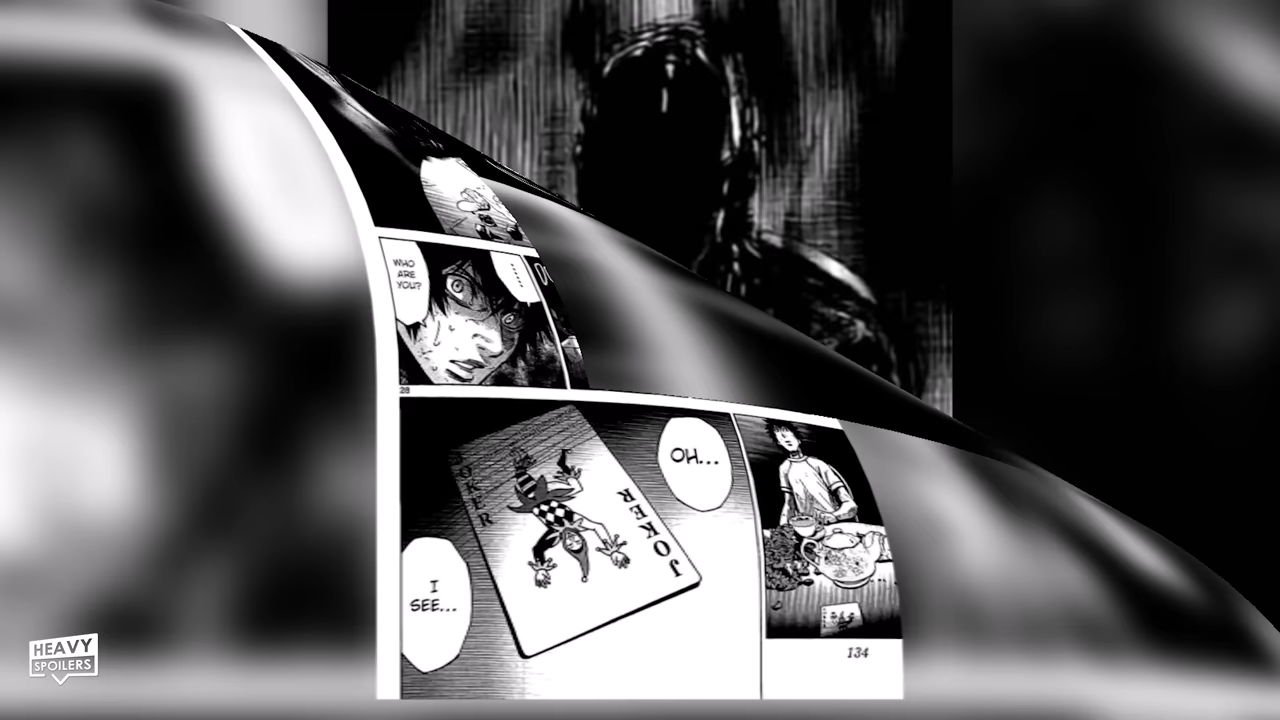 WHO
ARE
YOU?
....
28
OH...
JOKER
JOKER
I
SEE...
134
HEAVY
SPOILERS